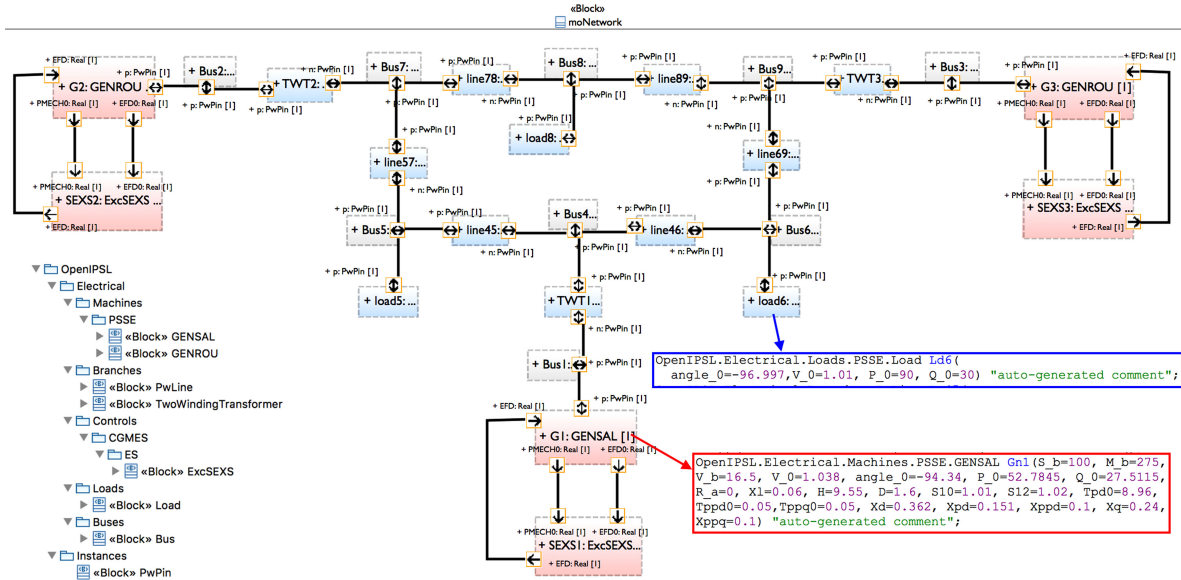 «Block»
moNetwork
+ EFD: Real [1]
+ p: PwPin [1]
+ G2: GENROU ...
+ PMECH0: Real [1]
+ EFD0: Real [1]
+ Bus2:...
+ p: PwPin [1]
+ n: PwPin [1]
+ TWT2:...
+ p: PwPin [1]
+ Bus7:...
+ p: PwPin [1]
+ p: PwPin [1]
+ line78:...
+ n: PwPin [1]
+ Bus8:...
+ p: PwPin [1]
+ load8:...
+ p: PwPin [1]
+ p: PwPin [1]
+ line89:...
+ n: PwPin [1]
+ Bus9...
+ p: PwPin [1]
+ p: PwPin [1]
+ TWT3...
+ n: PwPin [1]
+ Bus3:...
+ p: PwPin [1]
+ p: PwPin [1]
+ EFD: Real [1]
+ G3: GENROU [1]
+ PMECH0: Real [1]
+ EFD0: Real [1]
+ PMECH0: Real [1]
+ EFD0: Real [1]
+ SEXS2: ExcSEXS ...
+ EFD: Real [1]
+ p: PwPin [1]
+ line57:...
+ n: PwPin [1]
+ n: PwPin [1]
+ line69:...
+ p: PwPin [1]
+ PMECH0: Real [1]
+ EFD0: Real [1]
+ SEXS3: ExcSEXS ...
+ EFD: Real [1]
+ p: PwPin [1]
+ Bus5:...
+ p: PwPin [1]
+ line45:...
+ n: PwPin [1]
+ Bus4...
+ p: PwPin [1]
+ p: PwPin [1]
+ line46:...
+ n: PwPin [1]
+ p: PwPin [1]
+ Bus6...
+ p: PwPin [1]
+ load5: ...
+ p: PwPin [1]
+ TWT1...
+ n: PwPin [1]
+ p: PwPin [1]
+ load6: ...
+ Bus1:...
+ p: PwPin [1]
+ p: PwPin [1]
+ EFD: Real [1]
+ G1: GENSAL [1]
+ PMECH0: Real [1]
+ EFD0: Real [1]
+ PMECH0: Real [1]
+ EFD0: Real [1]
+ SEXS1: ExcSEXS...
+ EFD: Real [1]
OpenIPSL
Electrical
Machines
PSSE
«Block» GENSAL
«Block» GENROU
Branches
«Block» PwLine
«Block» TwoWindingTransformer
Controls
CGMES
ES
«Block» ExcSEXS
Loads
«Block» Load
Buses
«Block» Bus
Instances
«Block» PwPin
OpenIPSL.Electrical.Loads.PSSE.Load Ld6(
angle_0=-96.997,V_0=1.01, P_0=90, Q_0=30) "auto-generated comment";
OpenIPSL.Electrical.Machines.PSSE.GENSAL Gn1(S_b=100, M_b=275,
V_b=16.5, V_0=1.038, angle_0=-94.34, P_0=52.7845, Q_0=27.5115,
R_a=0, Xl=0.06, H=9.55, D=1.6, S10=1.01, S12=1.02, Tpd0=8.96,
Tppd0=0.05,Tppq0=0.05, Xd=0.362, Xpd=0.151, Xppd=0.1, Xq=0.24,
Xppq=0.1) "auto-generated comment";